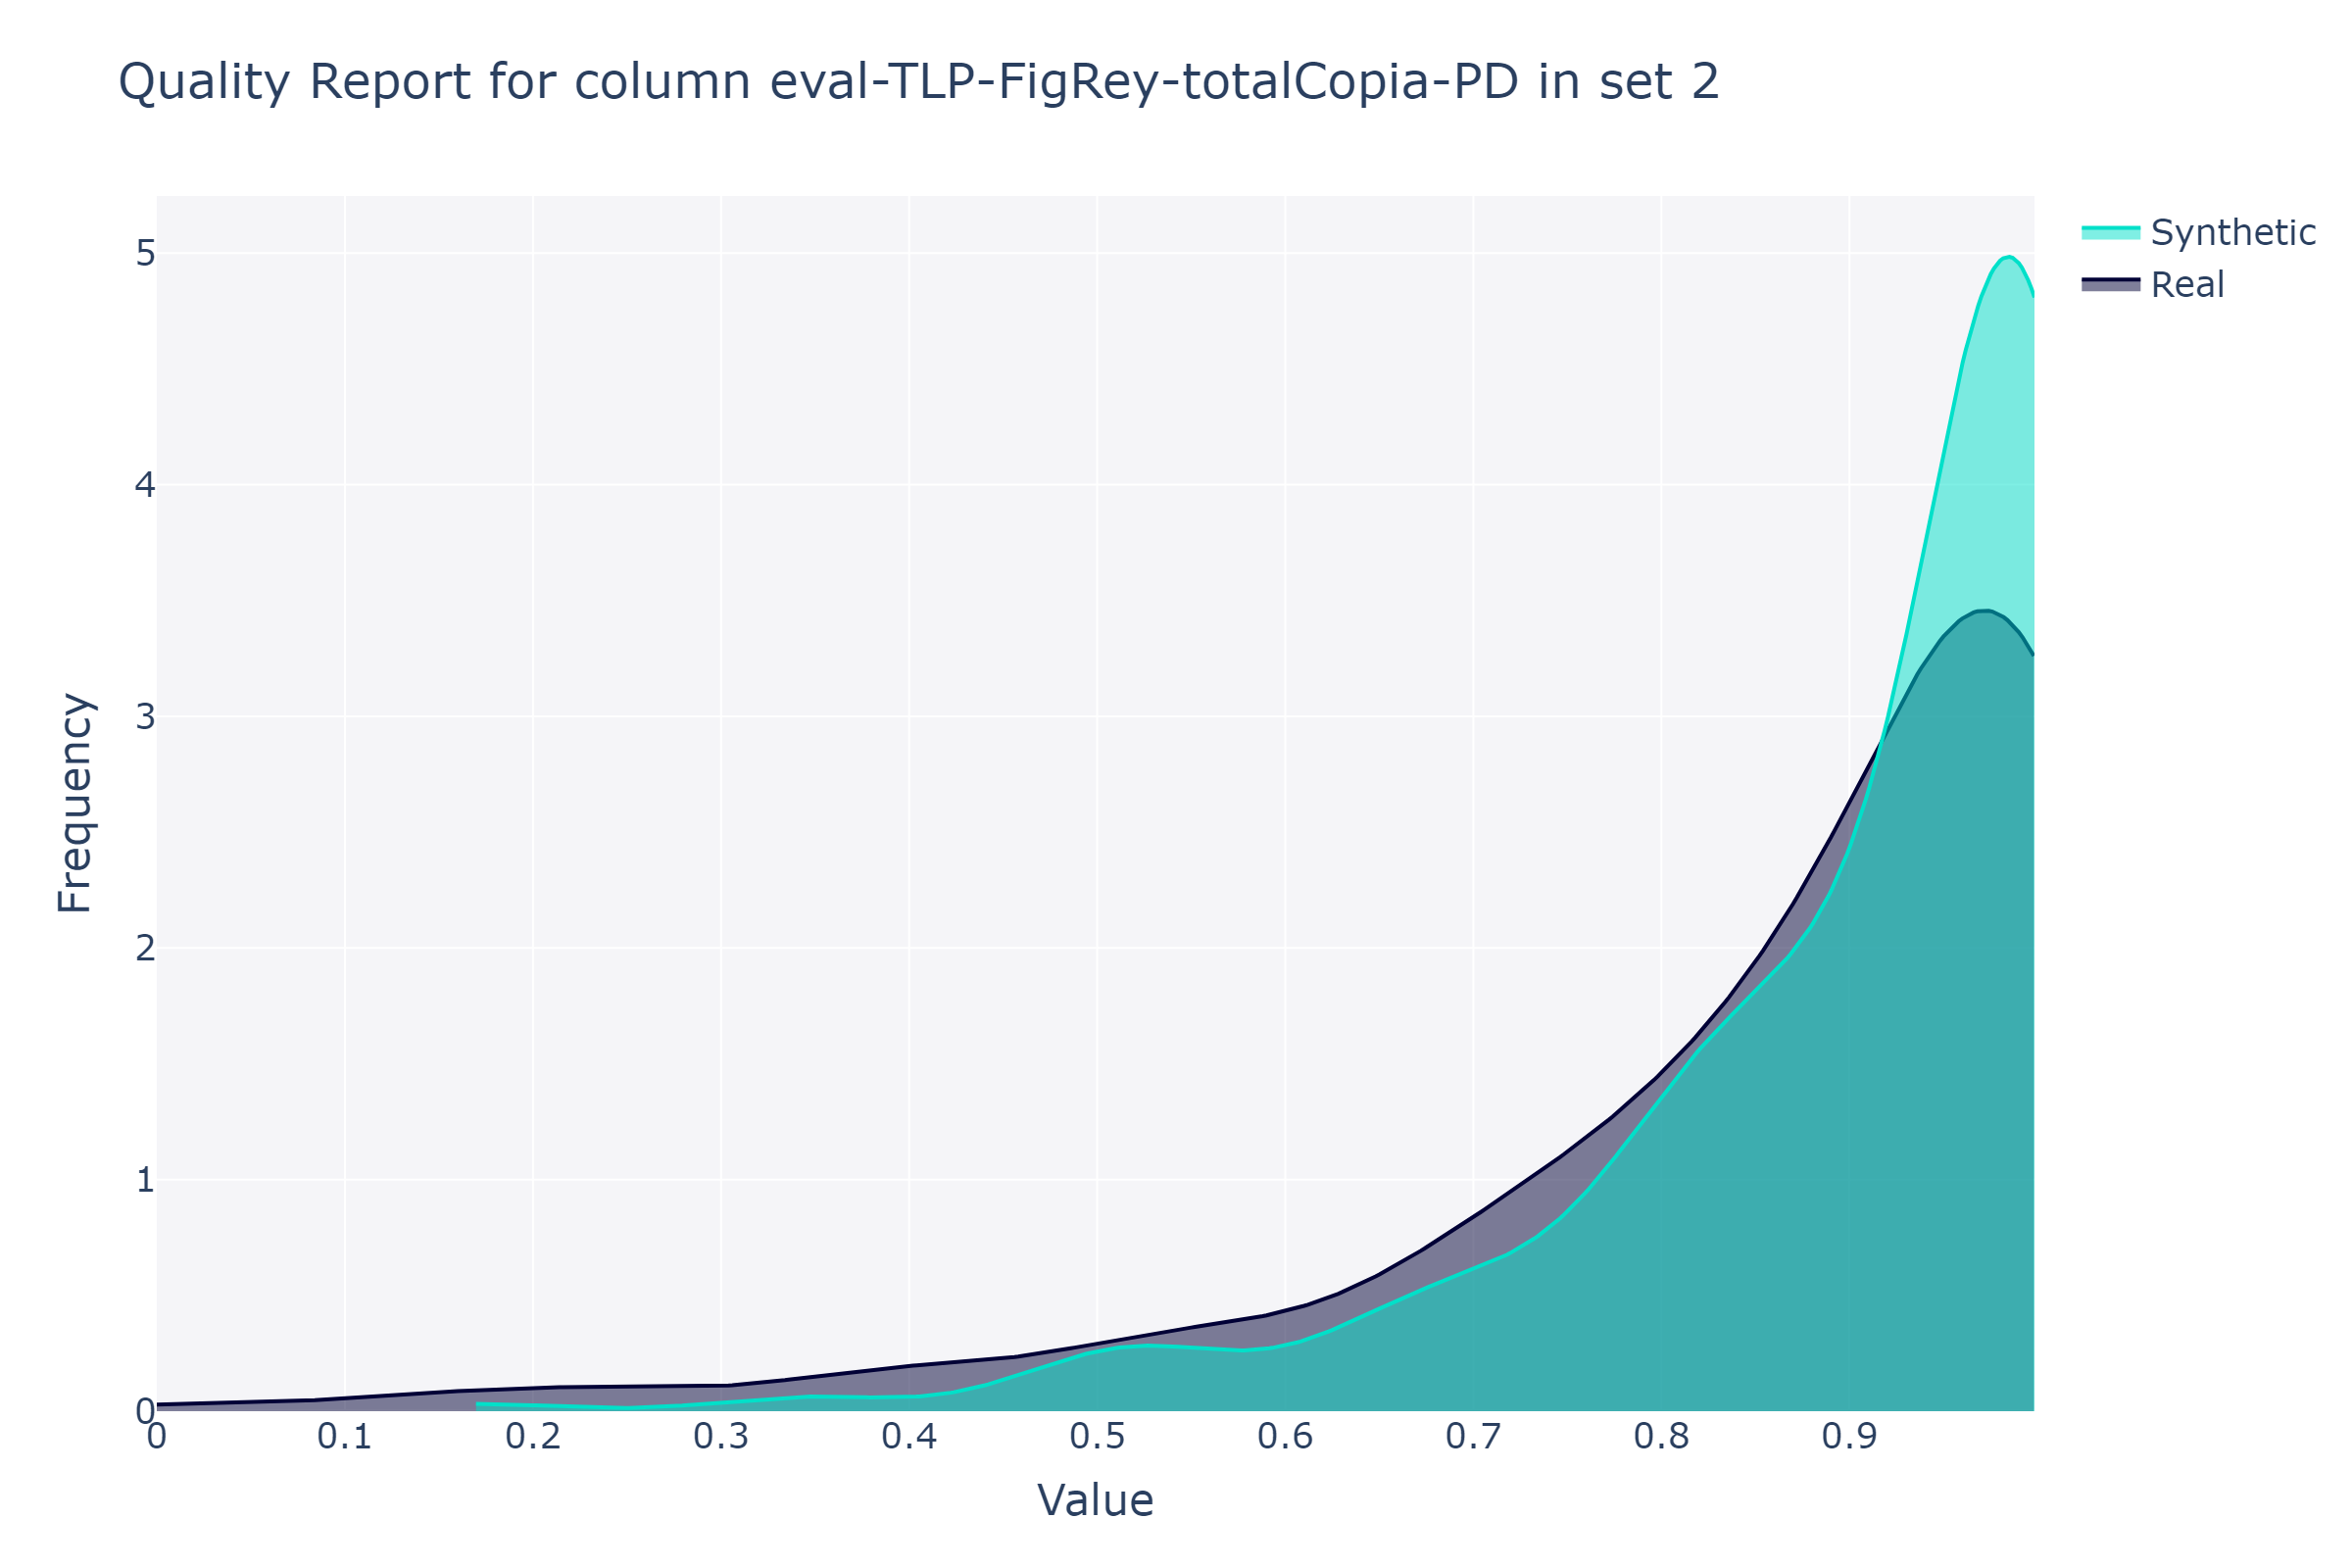 Quality Report for column eval-TLP-FigRey-totalCopia-PD in set 2
Synthetic
Real
5
4
3
2
1
0
Frequency
0 0.1 0.2 0.3 0.4 0.5 0.6 0.7 0.8 0.9
Value